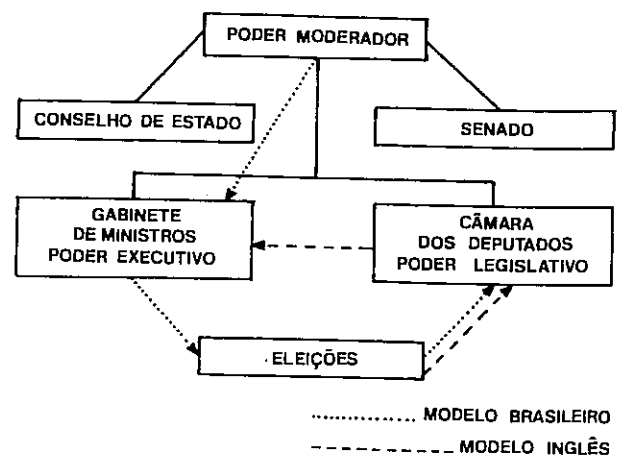 PODER MODERADOR
CONSELHO DE ESTADO
SENADO
GABINETE
DE MINISTROS
PODER EXECUTIVO
CÂMARA
DOS DEPUTADOS
PODER LEGISLATIVO
ELEIÇÕES
MODELO BRASILEIRO
MODELO INGLÊS